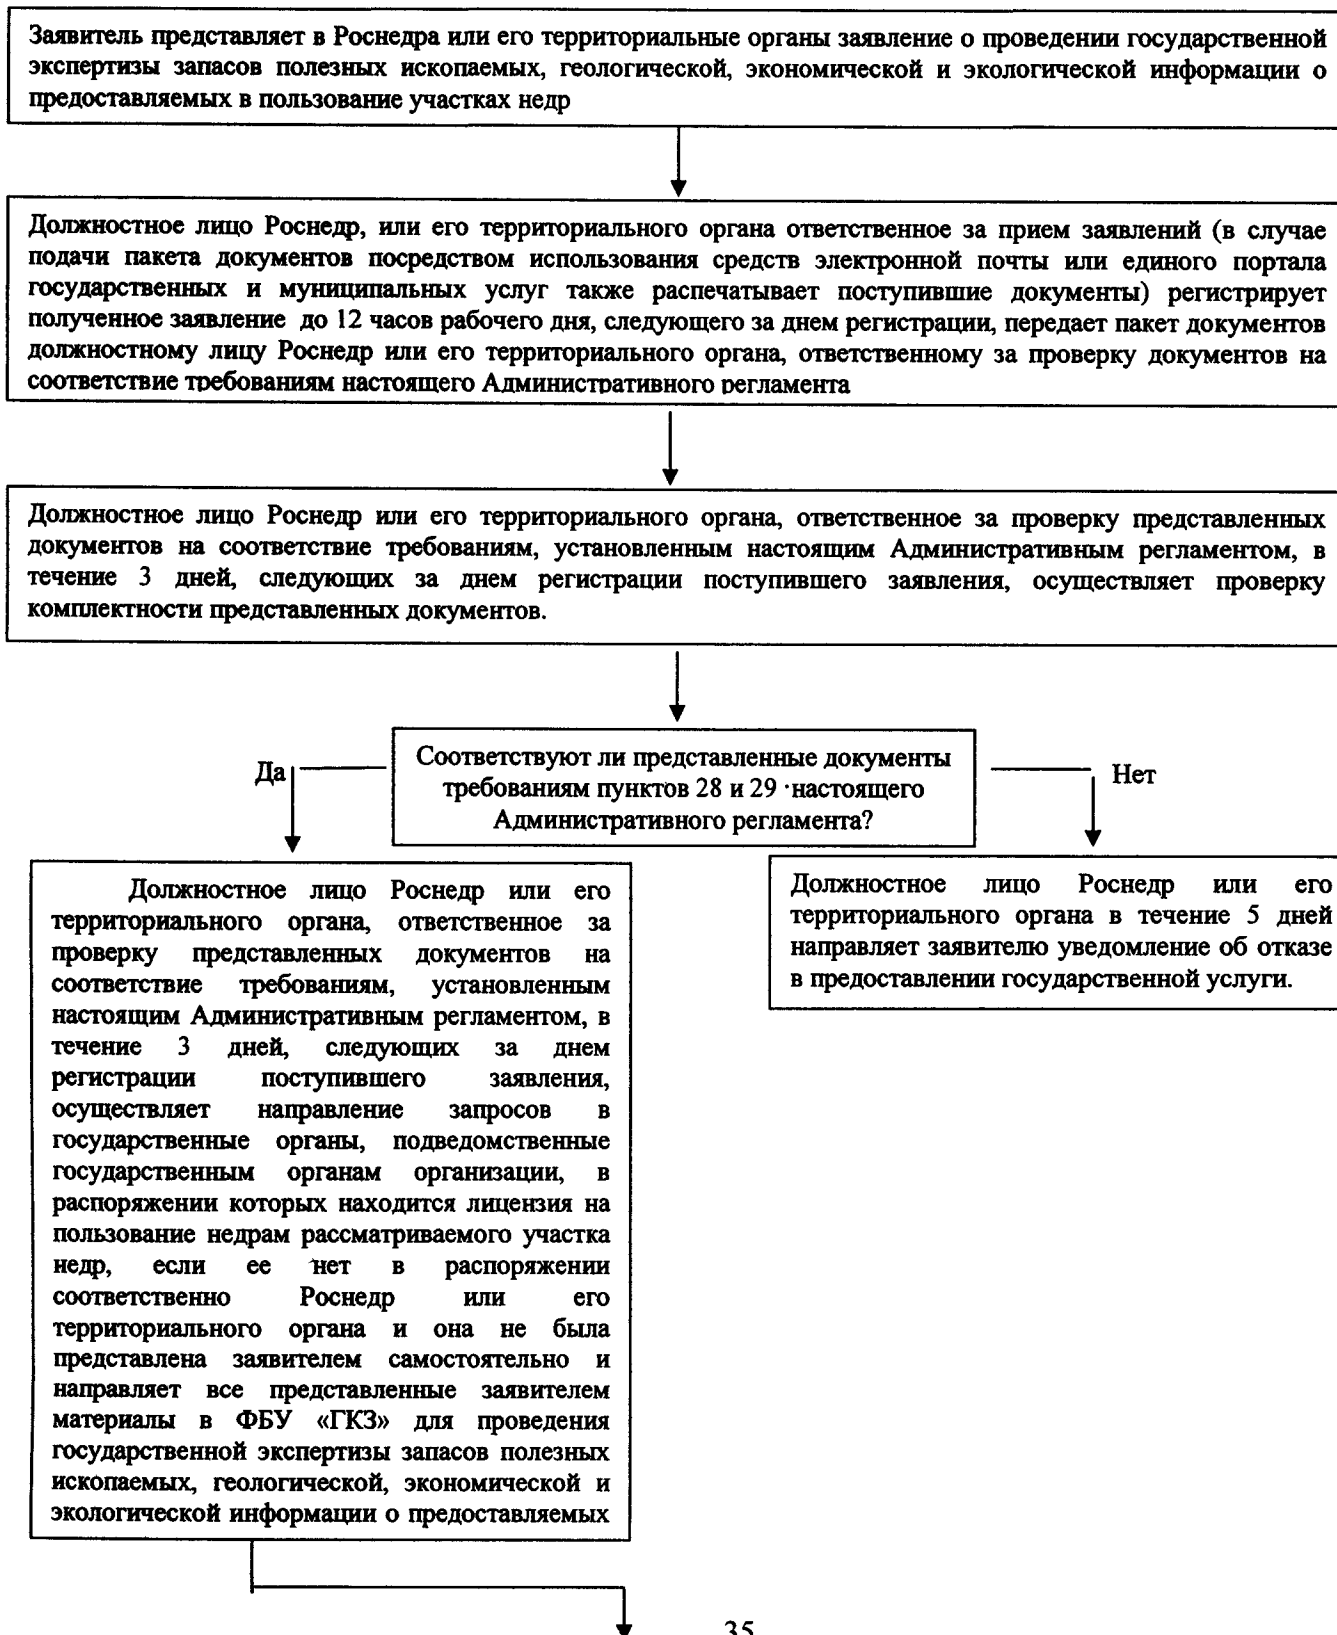 Заявитель представляет в Роснедра или его территориальные органы заявление о проведении государственной
экспертизы запасов полезных ископаемых, геологической, экономической и экологической информации о
предоставляемых в пользование участках недр
Должностное лицо Роснедр, или его территориального органа ответственное за прием заявлений (в случае
подачи пакета документов посредством использования средств электронной почты или единого портала
государственных и муниципальных услуг также распечатывает поступившие документы) регистрирует
полученное заявление до 12 часов рабочего дня, следующего за днем регистрации, передает пакет документов
должностному лицу Роснедр или его территориального органа, ответственному за проверку документов на
соответствие требованиям настоящего Административного регламента
Должностное лицо Роснедр или его территориального органа, ответственное за проверку представленных
документов на соответствие требованиям, установленным настоящим Административным регламентом, в
течение 3 дней, следующих за днем регистрации поступившего заявления, осуществляет проверку
комплектности представленных документов.
Соответствуют ли представленные документы
требованиям пунктов 28 и 29 настоящего
Административного регламента?
Да
Нет
Должностное лицо Роснедр или его
территориального органа, ответственное за
проверку представленных документов на
соответствие требованиям, установленным
настоящим Административным регламентом, в
течение 3 дней, следующих за днем
регистрации поступившего заявления,
осуществляет направление запросов в
государственные органы, подведомственные
государственным органам организации, в
распоряжении которых находится лицензия на
пользование недрам рассматриваемого участка
недр, если ее нет в распоряжении
соответственно Роснедр или его
территориального органа и она не была
представлена заявителем самостоятельно и
направляет все представленные заявителем
материалы в ФБУ «ГКЗ» для проведения
государственной экспертизы запасов полезных
ископаемых, геологической, экономической и
экологической информации о предоставляемых
Должностное лицо Роснедр или его
территориального органа в течение 5 дней
направляет заявителю уведомление об отказе
в предоставлении государственной услуги.
35